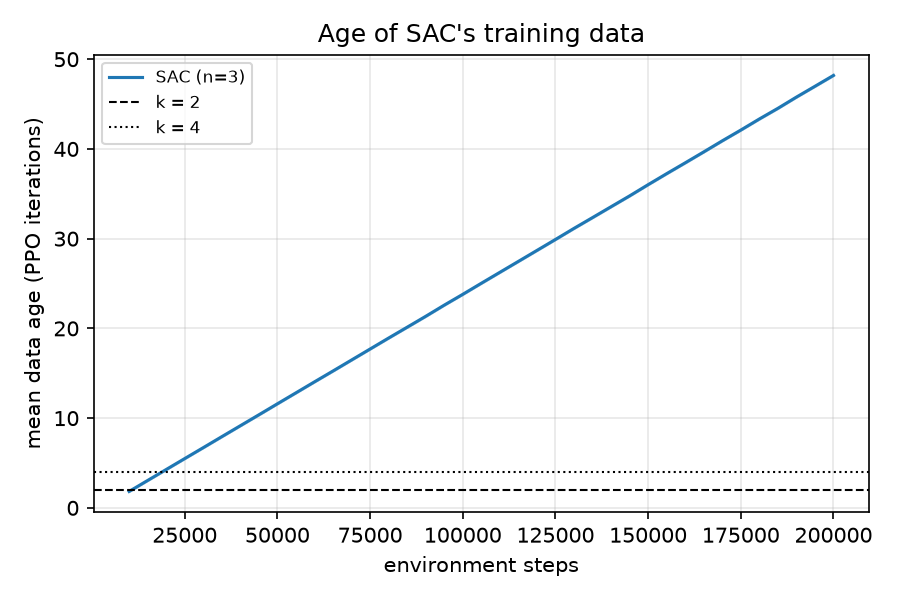 Age of SAC's training data
SAC (n=3)
k = 2
k = 4
mean data age (PPO iterations)
50
40
30
20
10
0
25000 50000 75000 100000 125000 150000 175000 200000
environment steps